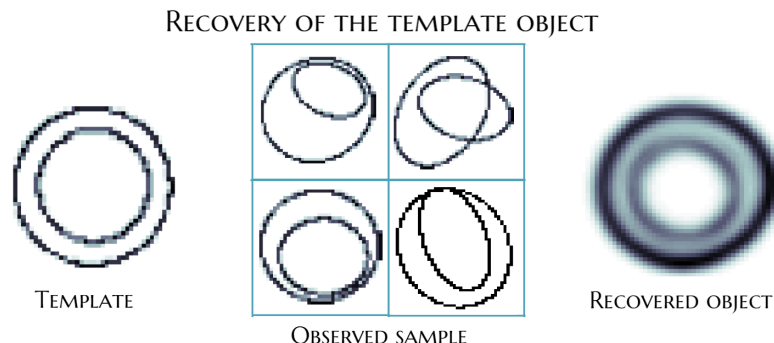 Recovery of the template object
Template
Observed sample
Recovered object